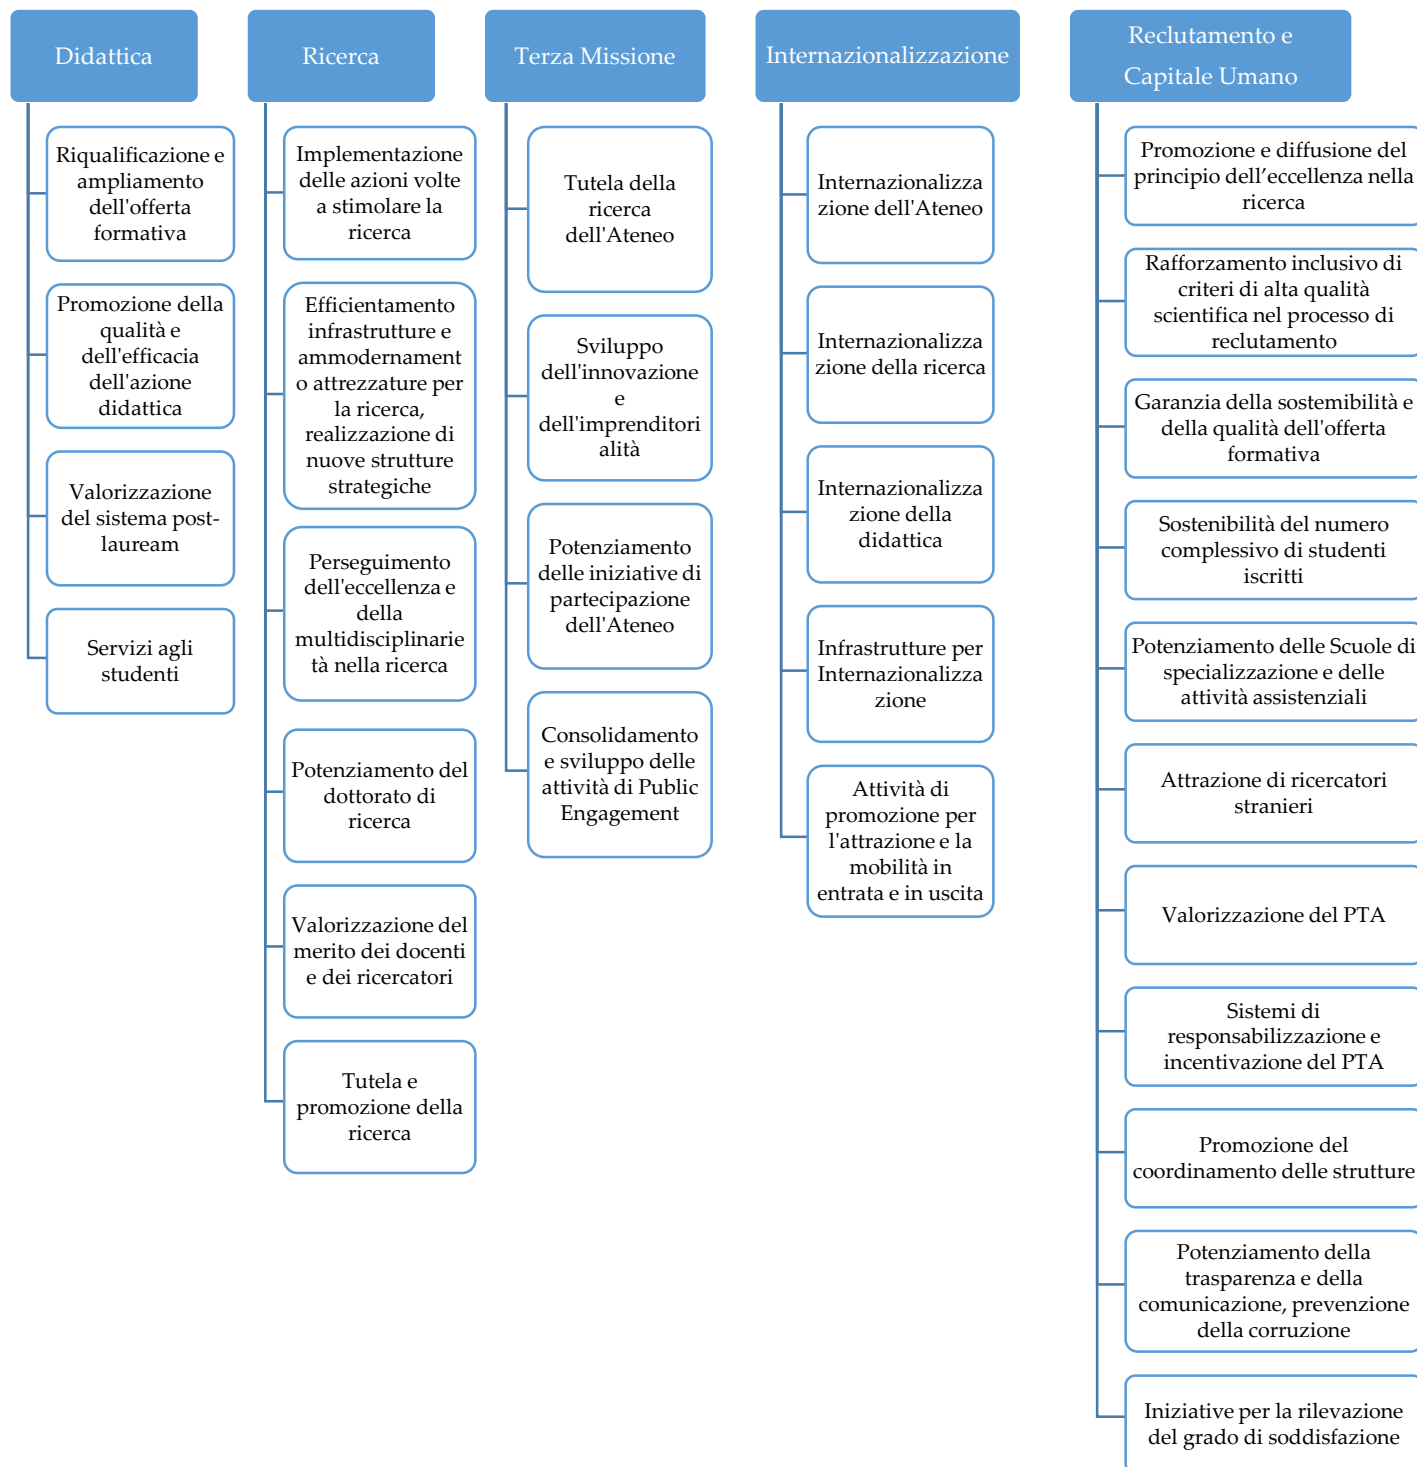 Didattica
Riqualificazione e
ampliamento
dell'offerta
formativa
Promozione della
qualità e
dell'efficacia
dell'azione
didattica
Valorizzazione
del sistema post-
lauream
Servizi agli
studenti
Ricerca
Implementazione
delle azioni volte
a stimolare la
ricerca
Efficientamento
infrastrutture e
ammodernament
o attrezzature per
la ricerca,
realizzazione di
nuove strutture
strategiche
Perseguimento
dell'eccellenza e
della
multidisciplinarie
tà nella ricerca
Potenziamento del
dottorato di
ricerca
Valorizzazione del
merito dei docenti
e dei ricercatori
Tutela e
promozione della
ricerca
Terza Missione
Tutela della
ricerca
dell'Ateneo
Sviluppo
dell'innovazione
e
dell'imprenditori
alità
Potenziamento
delle iniziative di
partecipazione
dell'Ateneo
Consolidamento
e sviluppo delle
attività di Public
Engagement
Internazionalizzazione
Internazionalizza
zione dell'Ateneo
Internazionalizza
zione della ricerca
Internazionalizza
zione della
didattica
Infrastrutture per
Internazionalizza
zione
Attività di
promozione per
l'attrazione e la
mobilità in
entrata e in uscita
Reclutamento e
Capitale Umano
Promozione e diffusione del
principio dell’eccellenza nella
ricerca
Rafforzamento inclusivo di
criteri di alta qualità
scientifica nel processo di
reclutamento
Garanzia della sostemibilità e
della qualità dell'offerta
formativa
Sostenibilità del numero
complessivo di studenti
iscritti
Potenziamento delle Scuole di
specializzazione e delle
attività assistenziali
Attrazione di ricercatori
stranieri
Valorizzazione del PTA
Sistemi di
responsabilizzazione e
incentivazione del PTA
Promozione del
coordinamento delle strutture
Potenziamento della
trasparenza e della
comunicazione, prevenzione
della corruzione
Iniziative per la rilevazione
del grado di soddisfazione